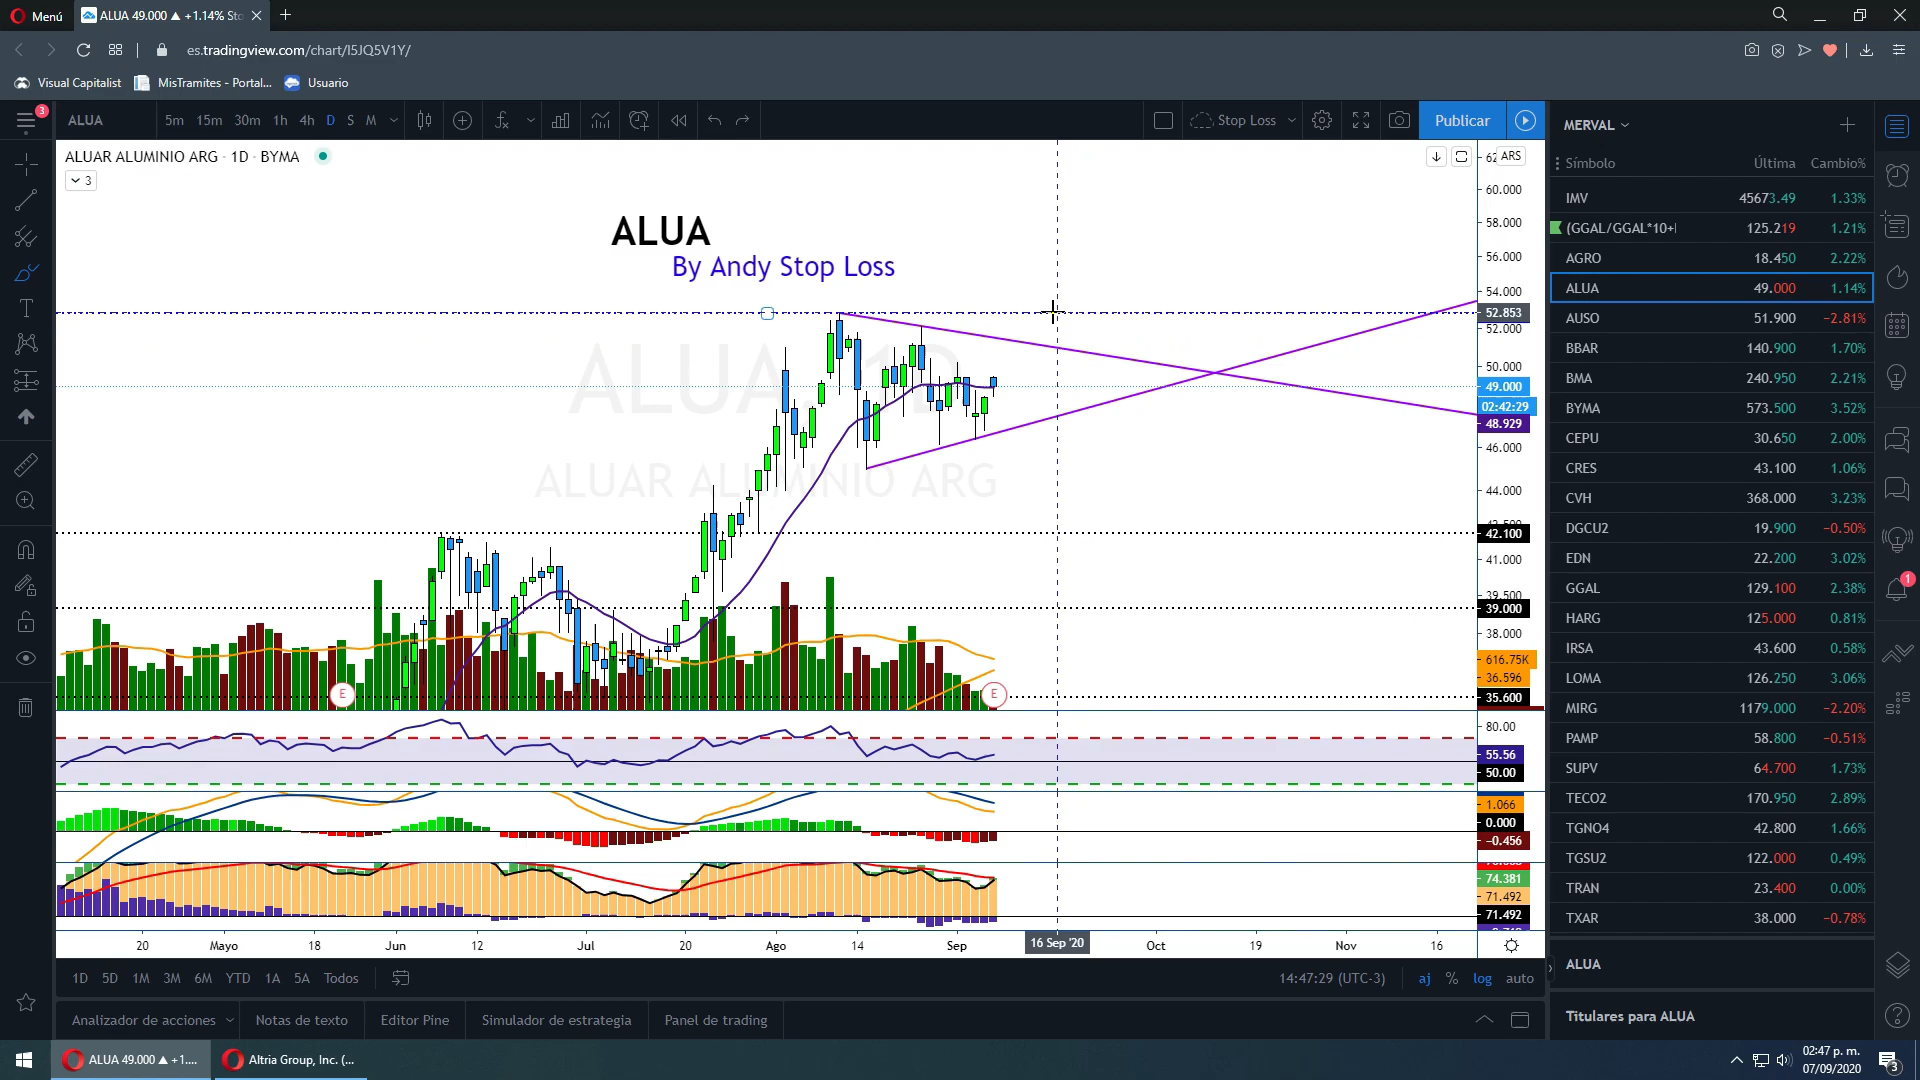 Menú
ALUA 49.000 ▲ +1.14% Sto
es.tradingview.com/chart/I5JQ5V1Y/
Visual Capitalist
MisTramites - Portal...
Usuario
3
ALUA
5m 15m 30m 1h 4h D S M
Stop Loss
Publicar
ALUAR ALUMINIO ARG · 1D · BYMA
3
ARS
ALUA
By Andy Stop Loss
ALUA, 1D
ALUAR ALUMINIO ARG
60.000
58.000
56.000
54.000
52.853
52.000
50.000
49.000
02:42:29
48.929
46.000
44.000
42.100
41.000
39.500
39.000
38.000
616.75K
36.596
35.600
E
E
80.00
55.56
50.00
1.066
0.000
−0.456
74.381
71.492
71.492
20 Mayo 18 Jun 12 Jul 20 Ago 14 Sep 16 Sep '20 Oct 19 Nov 16
1D 5D 1M 3M 6M YTD 1A 5A Todos
14:47:29 (UTC-3)
aj % log auto
Analizador de acciones
Notas de texto
Editor Pine
Simulador de estrategia
Panel de trading
MERVAL
Símbolo Última Cambio%
IMV 45673.49 1.33%
(GGAL/GGAL*10+ 125.219 1.21%
AGRO 18.450 2.22%
ALUA 49.000 1.14%
AUSO 51.900 −2.81%
BBAR 140.900 1.70%
BMA 240.950 2.21%
BYMA 573.500 3.52%
CEPU 30.650 2.00%
CRES 43.100 1.06%
CVH 368.000 3.23%
DGCU2 19.900 −0.50%
EDN 22.200 3.02%
GGAL 129.100 2.38%
HARG 125.000 0.81%
IRSA 43.600 0.58%
LOMA 126.250 3.06%
MIRG 1179.000 −2.20%
PAMP 58.800 −0.51%
SUPV 64.700 1.73%
TECO2 170.950 2.89%
TGNO4 42.800 1.66%
TGSU2 122.000 0.49%
TRAN 23.400 0.00%
TXAR 38.000 −0.78%
ALUA
Titulares para ALUA
1
ALUA 49.000 ▲ +1....
Altria Group, Inc. (...
02:47 p. m.
07/09/2020
3